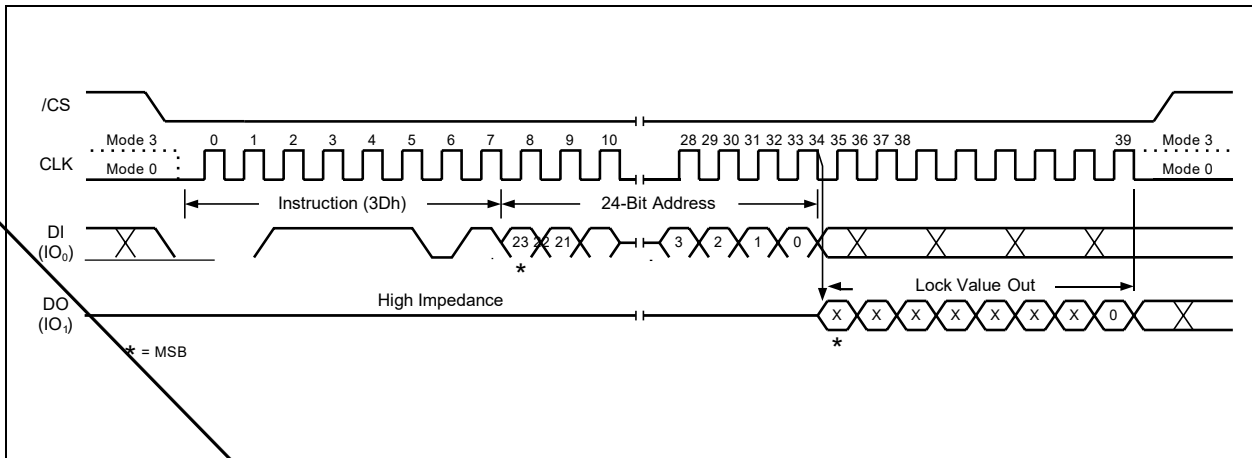 /CS
Mode 3 0 1 2 3 4 5 6 7 8 9 10 28 29 30 31 32 33 34 35 36 37 38 39 Mode 3
CLK
Mode 0 Mode 0
Instruction (3Dh) 24-Bit Address
DI
(IO₀)
23 22 21 3 2 1 0
*
Lock Value Out
High Impedance
DO
(IO₁)
X X X X X X X 0
*
* = MSB